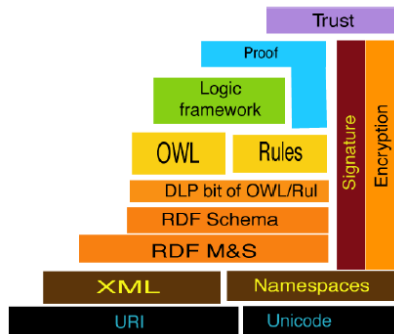 Trust
Proof
Logic
framework
OWL
Rules
DLP bit of OWL/Rul
RDF Schema
RDF M&S
Signature
Encryption
XML
Namespaces
URI
Unicode